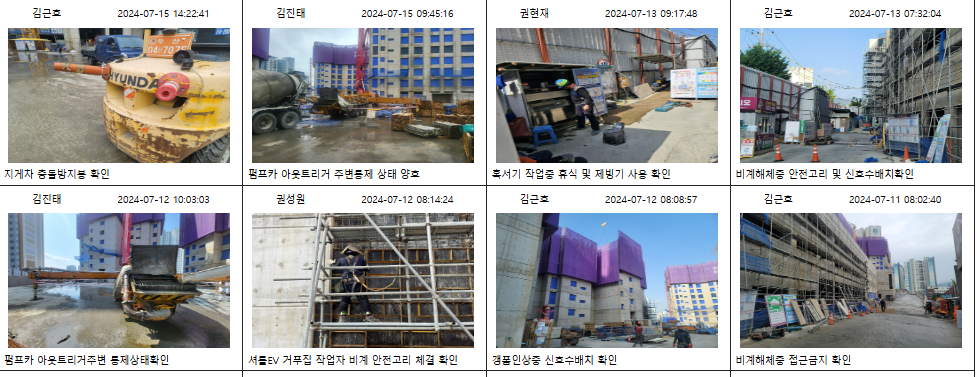 김근호 2024-07-15 14:22:41
김진태 2024-07-15 09:45:16
권현재 2024-07-13 09:17:48
김근호 2024-07-13 07:32:04
HYUNDAI
지게차 충돌방지봉 확인
펌프카 아웃트리거 주변통제 상태 양호
혹서기 작업중 휴식 및 제빙기 사용 확인
비계해체중 안전고리 및 신호수배치확인
김진태 2024-07-12 10:03:03
권성원 2024-07-12 08:14:24
김근호 2024-07-12 08:08:57
김근호 2024-07-11 08:02:40
펌프카 아웃트리거주변 통제상태확인
셔틀EV 거푸집 작업자 비계 안전고리 체결 확인
갱폼인상중 신호수배치 확인
비계해체중 접근금지 확인